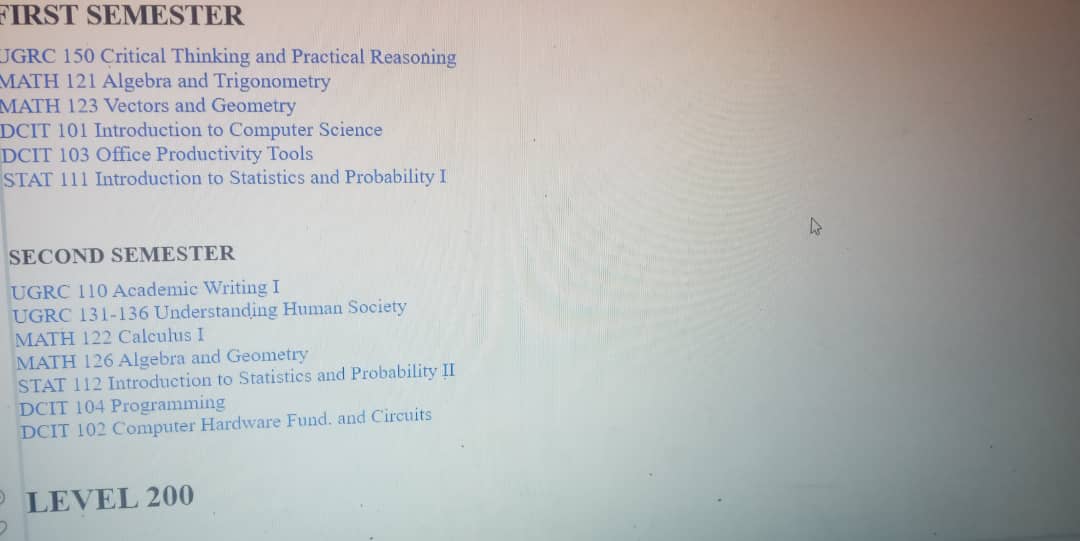 FIRST SEMESTER
UGRC 150 Critical Thinking and Practical Reasoning
MATH 121 Algebra and Trigonometry
MATH 123 Vectors and Geometry
DCIT 101 Introduction to Computer Science
DCIT 103 Office Productivity Tools
STAT 111 Introduction to Statistics and Probability I
SECOND SEMESTER
UGRC 110 Academic Writing I
UGRC 131-136 Understanding Human Society
MATH 122 Calculus I
MATH 126 Algebra and Geometry
STAT 112 Introduction to Statistics and Probability II
DCIT 104 Programming
DCIT 102 Computer Hardware Fund. and Circuits
LEVEL 200